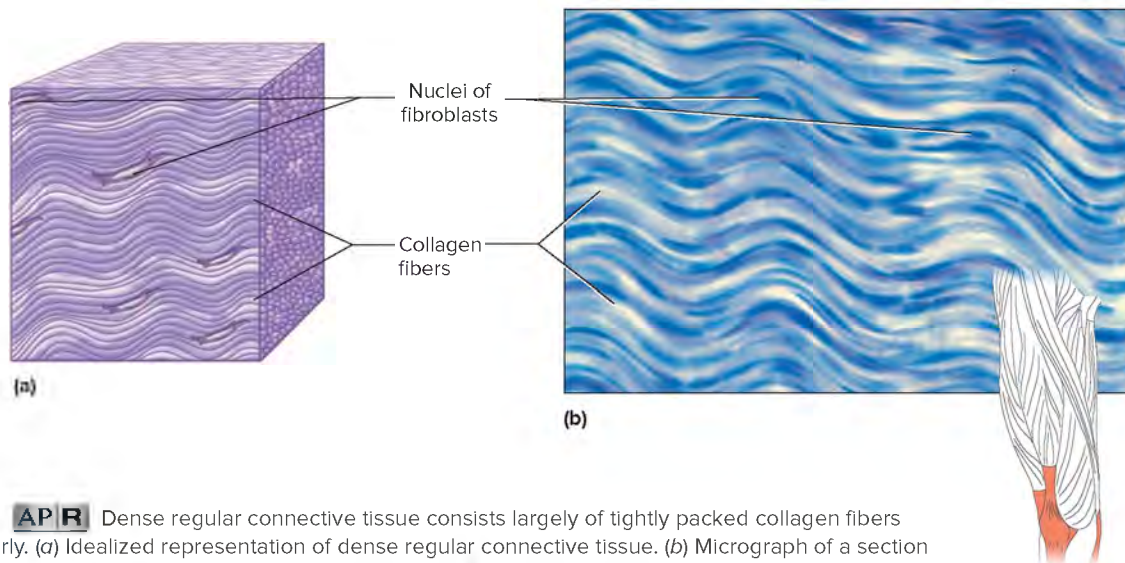 Nuclei of
fibroblasts
Collagen
fibers
(a)
(b)
AP R Dense regular connective tissue consists largely of tightly packed collagen fibers
rly. (a) Idealized representation of dense regular connective tissue. (b) Micrograph of a section